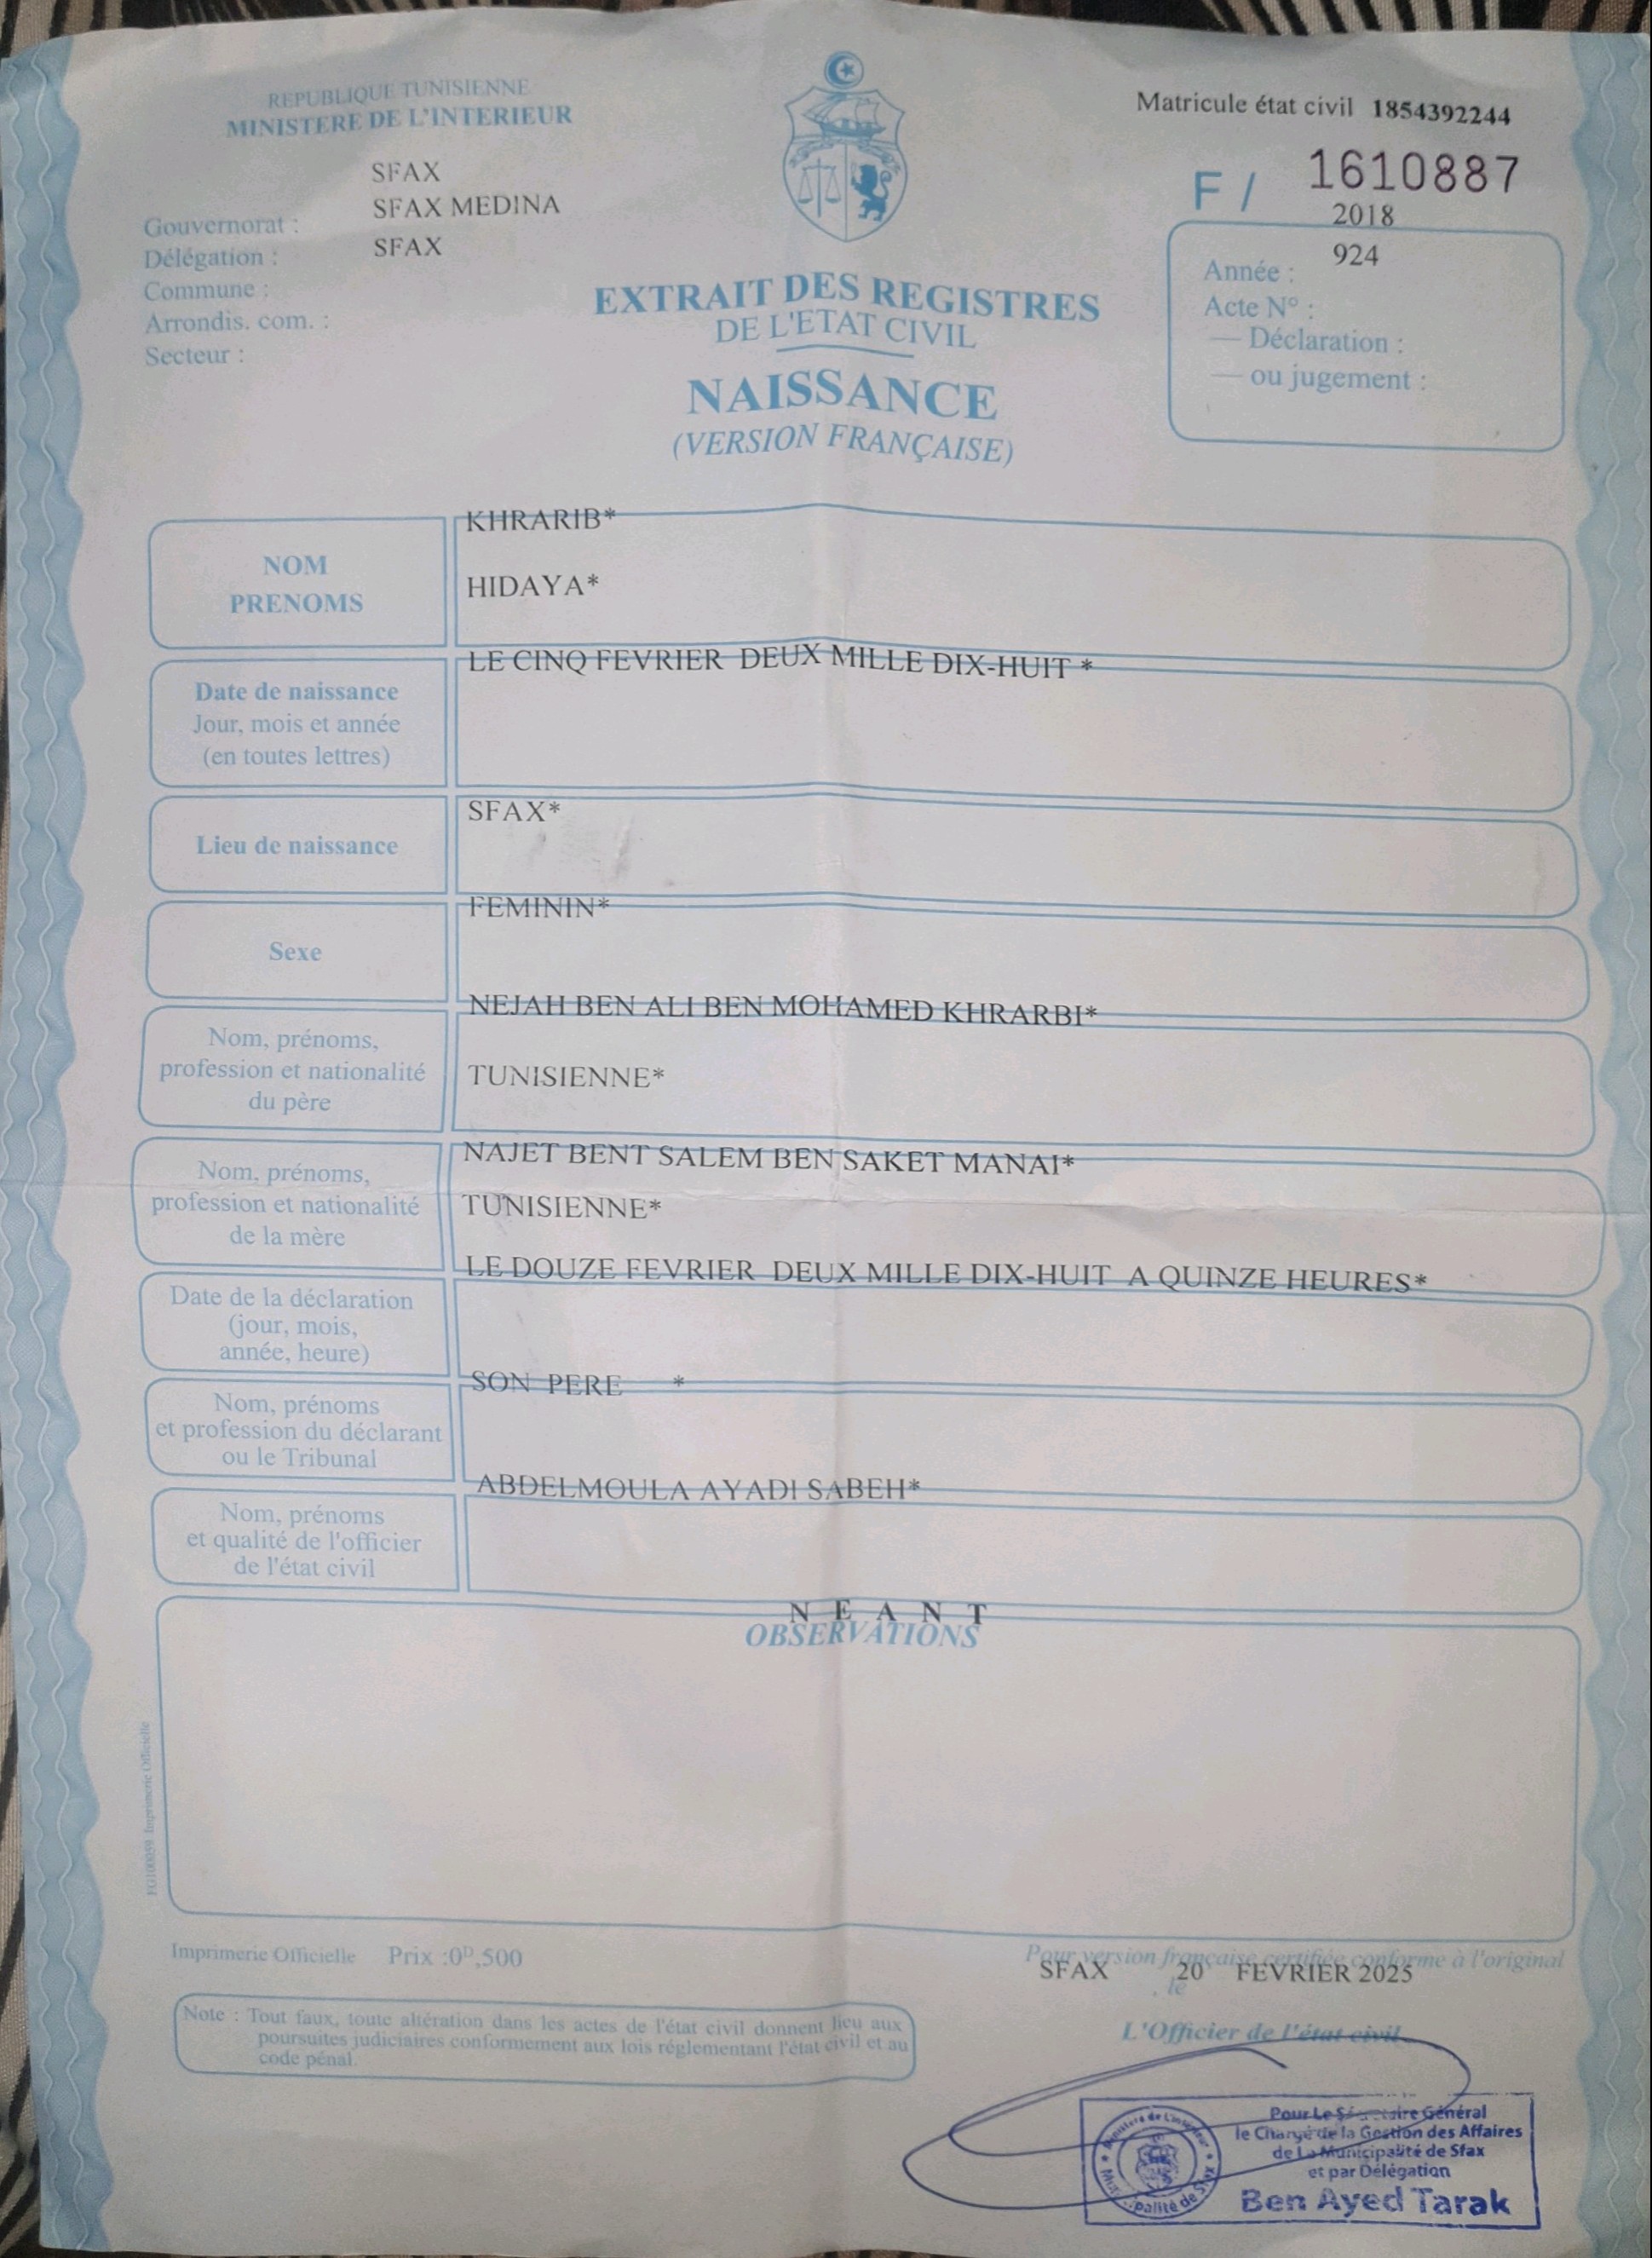 REPUBLIQUE TUNISIENNE
MINISTERE DE L'INTERIEUR
SFAX
SFAX MEDINA
SFAX
Gouvernorat :
Délégation :
Commune :
Arrondis. com. :
Secteur :
Matricule état civil 1854392244
F / 1610887
2018
924
Année :
Acte N° :
— Déclaration :
— ou jugement :
EXTRAIT DES REGISTRES
DE L'ETAT CIVIL
NAISSANCE
(VERSION FRANÇAISE)
KHRARIB*
NOM
PRENOMS
HIDAYA*
LE CINQ FEVRIER DEUX MILLE DIX-HUIT *
Date de naissance
Jour, mois et année
(en toutes lettres)
SFAX*
Lieu de naissance
FEMININ*
Sexe
NEJAH BEN ALI BEN MOHAMED KHRARBI*
Nom, prénoms,
profession et nationalité
du père
TUNISIENNE*
NAJET BENT SALEM BEN SAKET MANAI*
Nom, prénoms,
profession et nationalité
de la mère
TUNISIENNE*
LE DOUZE FEVRIER DEUX MILLE DIX-HUIT A QUINZE HEURES*
Date de la déclaration
(jour, mois,
année, heure)
SON PERE *
Nom, prénoms
et profession du déclarant
ou le Tribunal
ABDELMOULA AYADI SABEH*
Nom, prénoms
et qualité de l'officier
de l'état civil
N E A N T
OBSERVATIONS
Imprimerie Officielle
Imprimerie Officielle Prix :0ᴰ,500
Pour version française certifiée conforme à l'original
SFAX 20 FEVRIER 2025
, le
Note : Tout faux, toute altération dans les actes de l'état civil donnent lieu aux
poursuites judiciaires conformement aux lois réglementant l'état civil et au
code pénal.
L'Officier de l'état civil
Pour Le Secrétaire Général
le Chargé de la Gestion des Affaires
de La Municipalité de Sfax
et par Délégation
Ben Ayed Tarak
Ministère de L'intérieur
Municipalité de Sfax